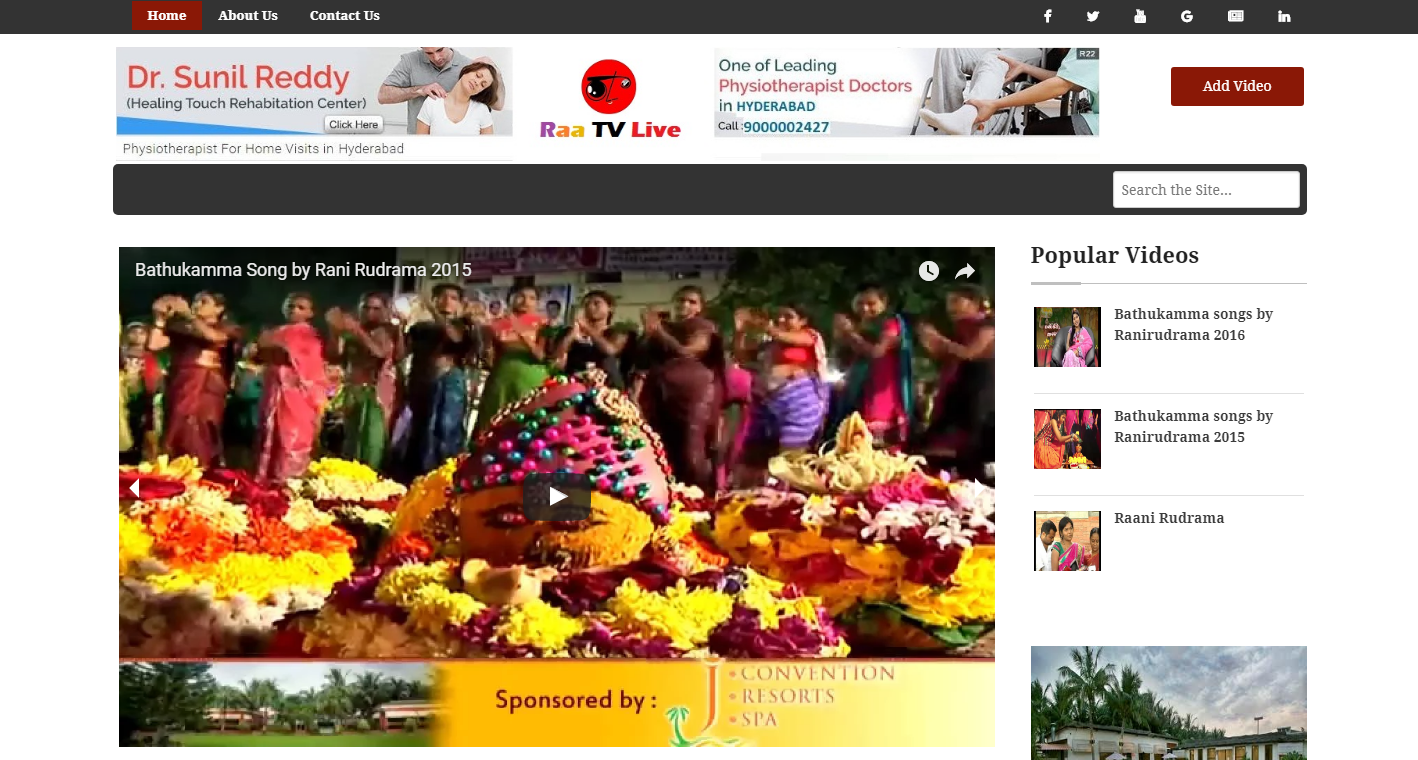 Home About Us Contact Us
Dr. Sunil Reddy
(Healing Touch Rehabitation Center)
Click Here
Physiotherapist For Home Visits in Hyderabad
Raa TV Live
R22
One of Leading
Physiotherapist Doctors
in HYDERABAD
Call :9000002427
Add Video
Search the Site...
Bathukamma Song by Rani Rudrama 2015
Sponsored by :
J
• CONVENTION
• RESORTS
• SPA
Popular Videos
Bathukamma songs by
Ranirudrama 2016
Bathukamma songs by
Ranirudrama 2015
Raani Rudrama